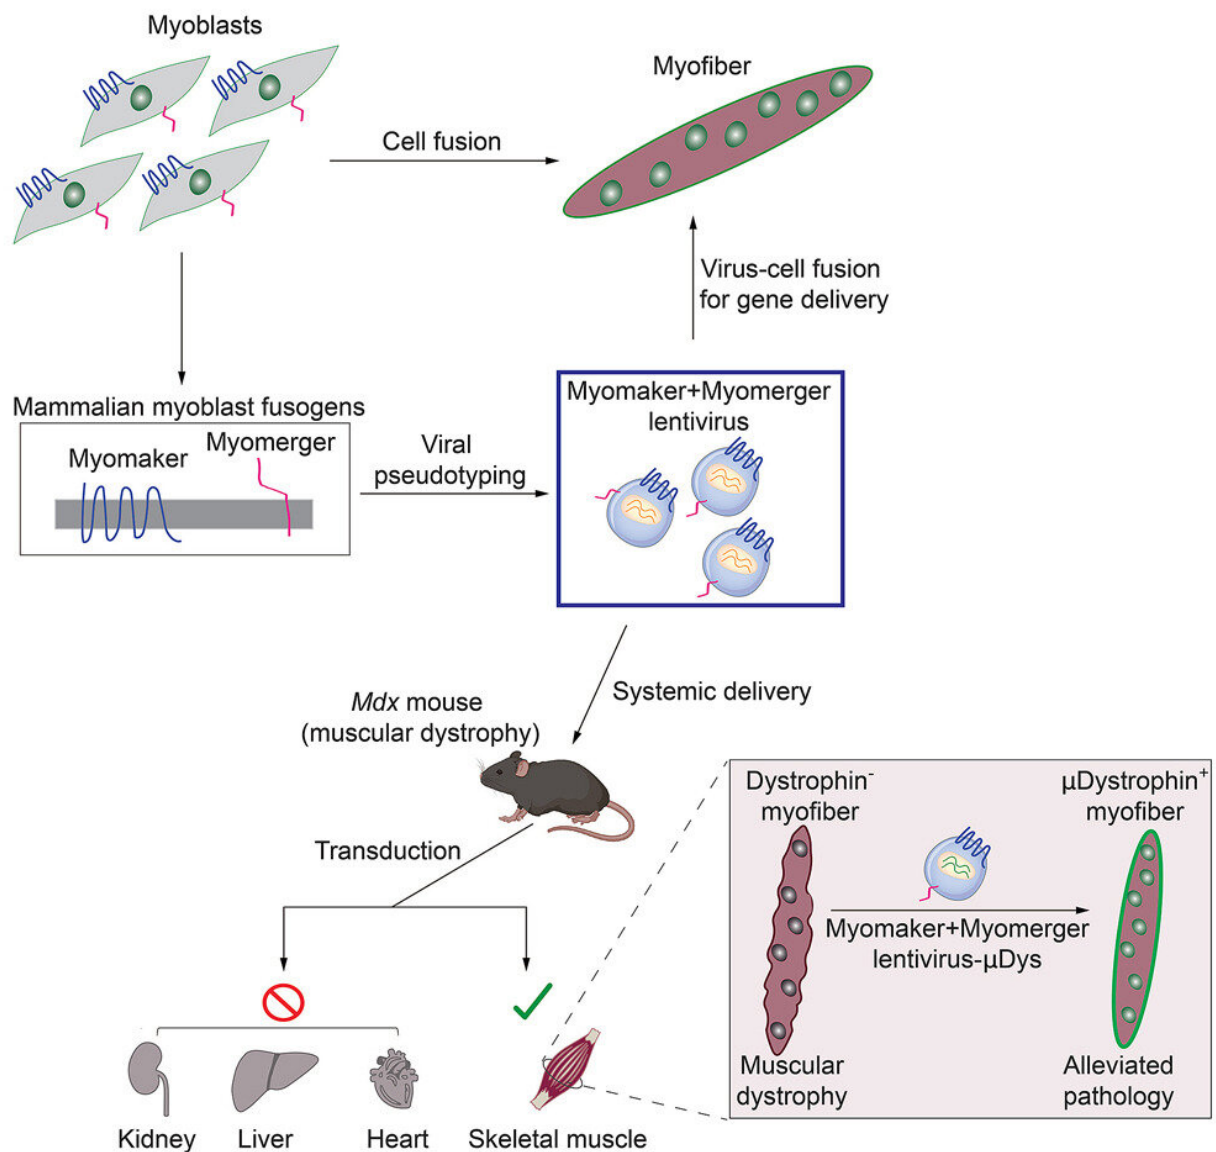 Myoblasts
Myofiber
Cell fusion
Virus-cell fusion
for gene delivery
Mammalian myoblast fusogens
Myomaker
Myomerger
Viral
pseudotyping
Myomaker+Myomerger
lentivirus
Systemic delivery
Mdx mouse
(muscular dystrophy)
Transduction
Kidney
Liver
Heart
Skeletal muscle
Dystrophin-
myofiber
μDystrophin+
myofiber
Myomaker+Myomerger
lentivirus-μDys
Muscular
dystrophy
Alleviated
pathology